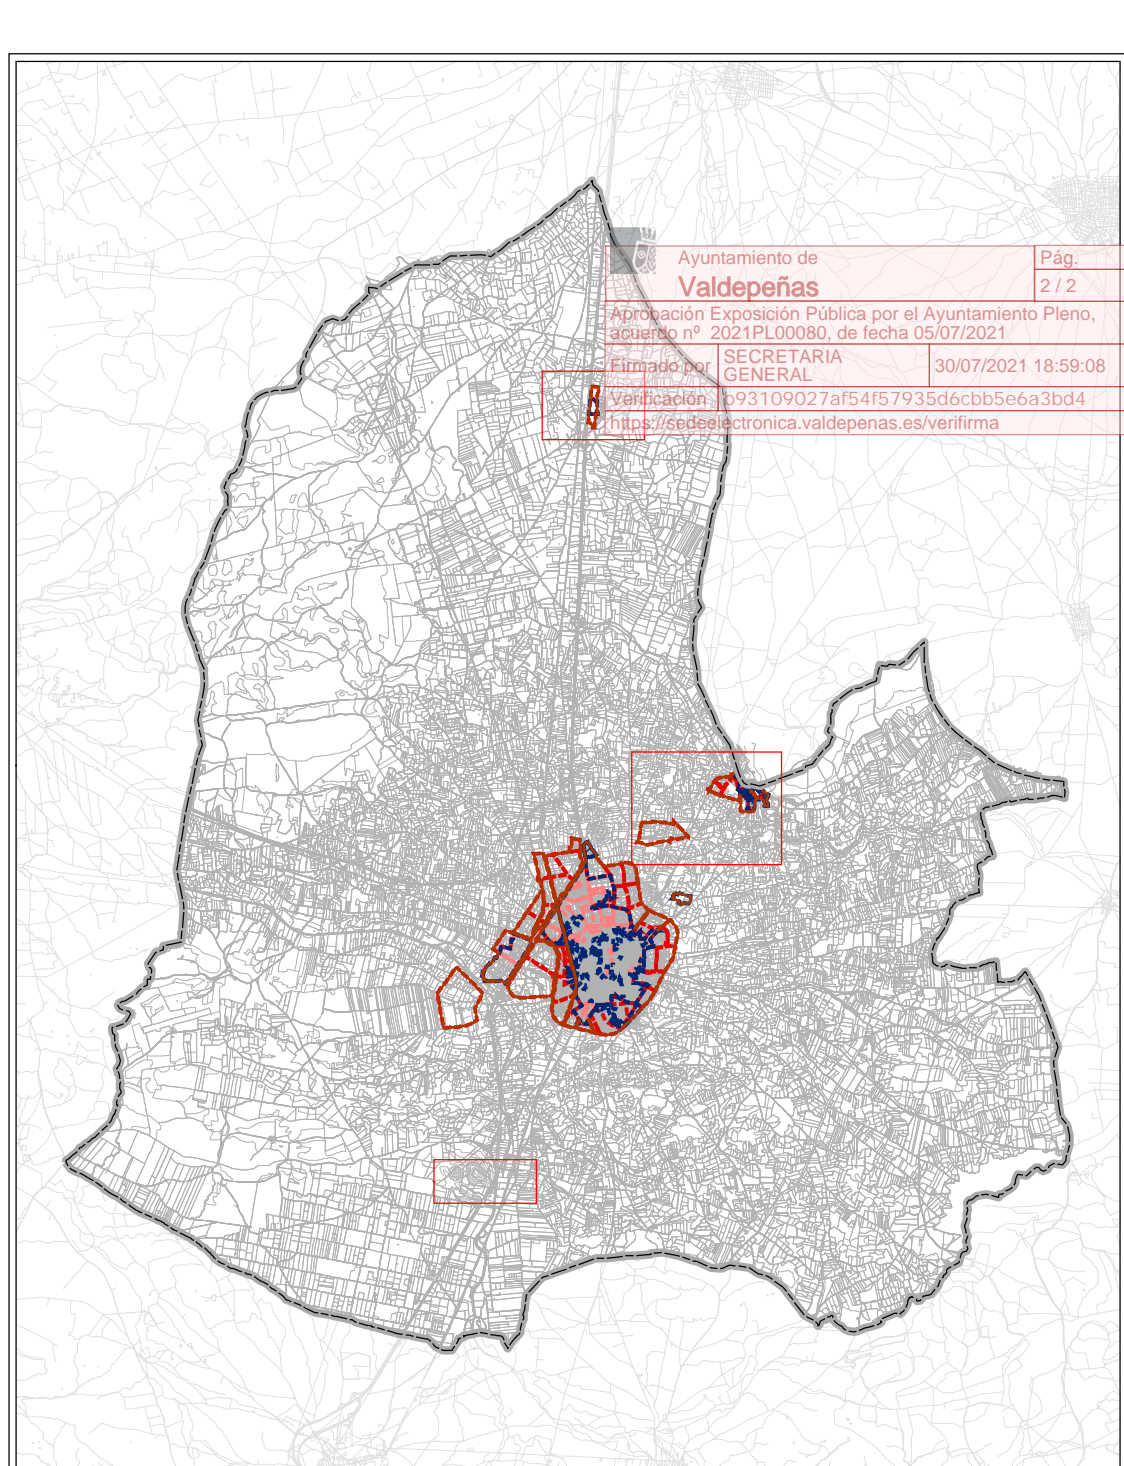 Ayuntamiento de
Valdepeñas
Pág.
2 / 2
Aprobación Exposición Pública por el Ayuntamiento Pleno,
acuerdo nº 2021PL00080, de fecha 05/07/2021
Firmado por
SECRETARIA
GENERAL
30/07/2021 18:59:08
Verificación
b93109027af54f57935d6cbb5e6a3bd4
https://sedeelectronica.valdepenas.es/verifirma